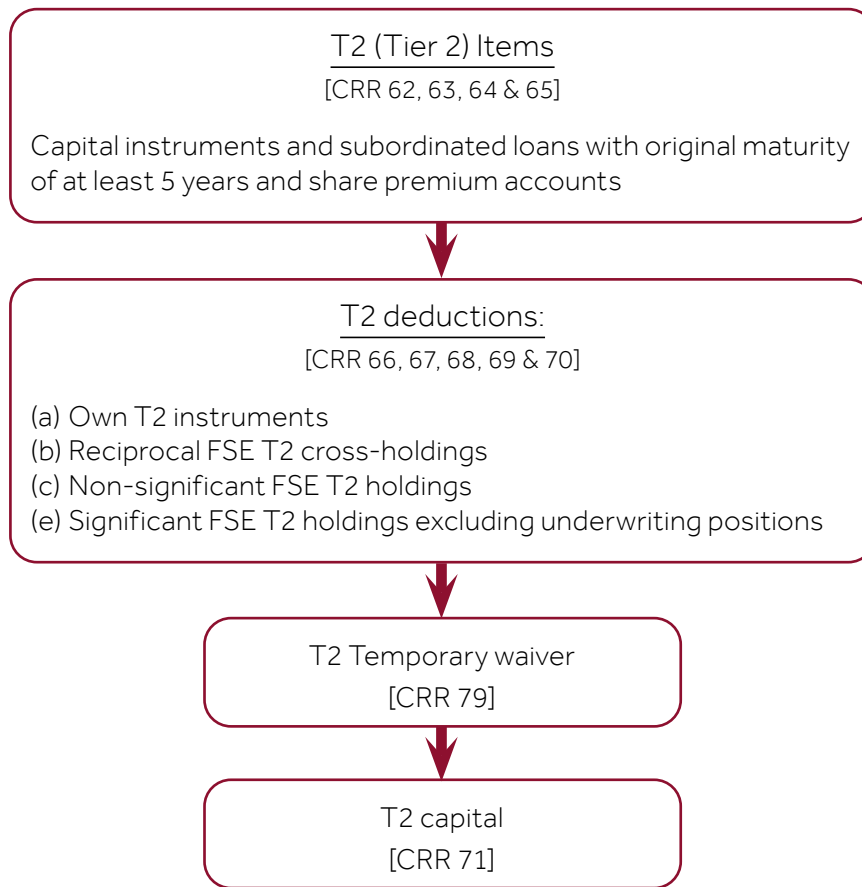 T2 (Tier 2) Items
[CRR 62, 63, 64 & 65]
Capital instruments and subordinated loans with original maturity
of at least 5 years and share premium accounts
T2 deductions:
[CRR 66, 67, 68, 69 & 70]
(a) Own T2 instruments
(b) Reciprocal FSE T2 cross-holdings
(c) Non-significant FSE T2 holdings
(e) Significant FSE T2 holdings excluding underwriting positions
T2 Temporary waiver
[CRR 79]
T2 capital
[CRR 71]